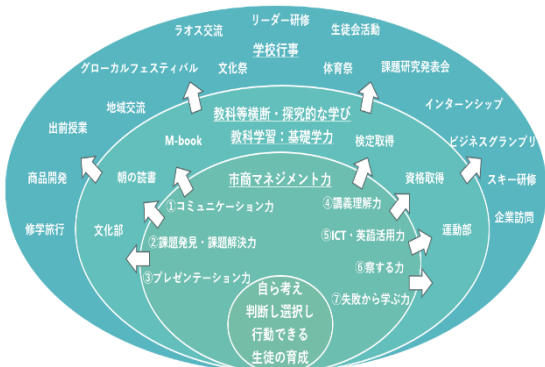 リーダー研修
ラオス交流
生徒会活動
学校行事
グローカルフェスティバル
文化祭
体育祭
課題研究発表会
地域交流
インターンシップ
出前授業
ビジネスグランプリ
商品開発
スキー研修
修学旅行
企業訪問
教科等横断・探究的な学び
教科学習：基礎学力
M-book
検定取得
朝の読書
資格取得
文化部
運動部
市商マネジメント力
①コミュニケーション力
②課題発見・課題解決力
③プレゼンテーション力
④講義理解力
⑤ICT・英語活用力
⑥察する力
⑦失敗から学ぶ力
自ら考え
判断し選択し
行動できる
生徒の育成